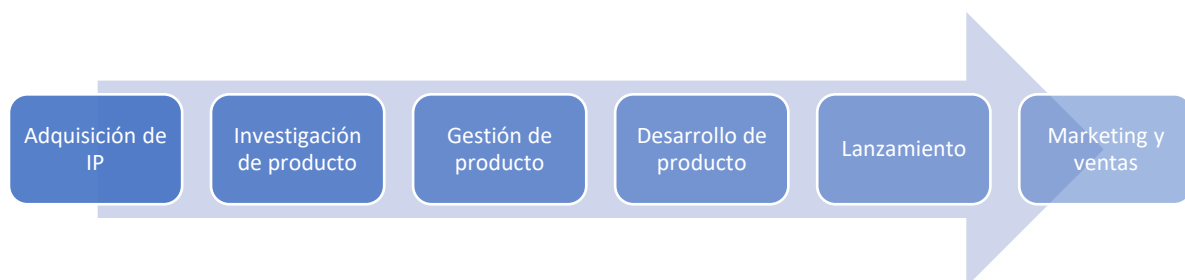 Adquisición de
IP
Investigación
de producto
Gestión de
producto
Desarrollo de
producto
Lanzamiento
Marketing y
ventas